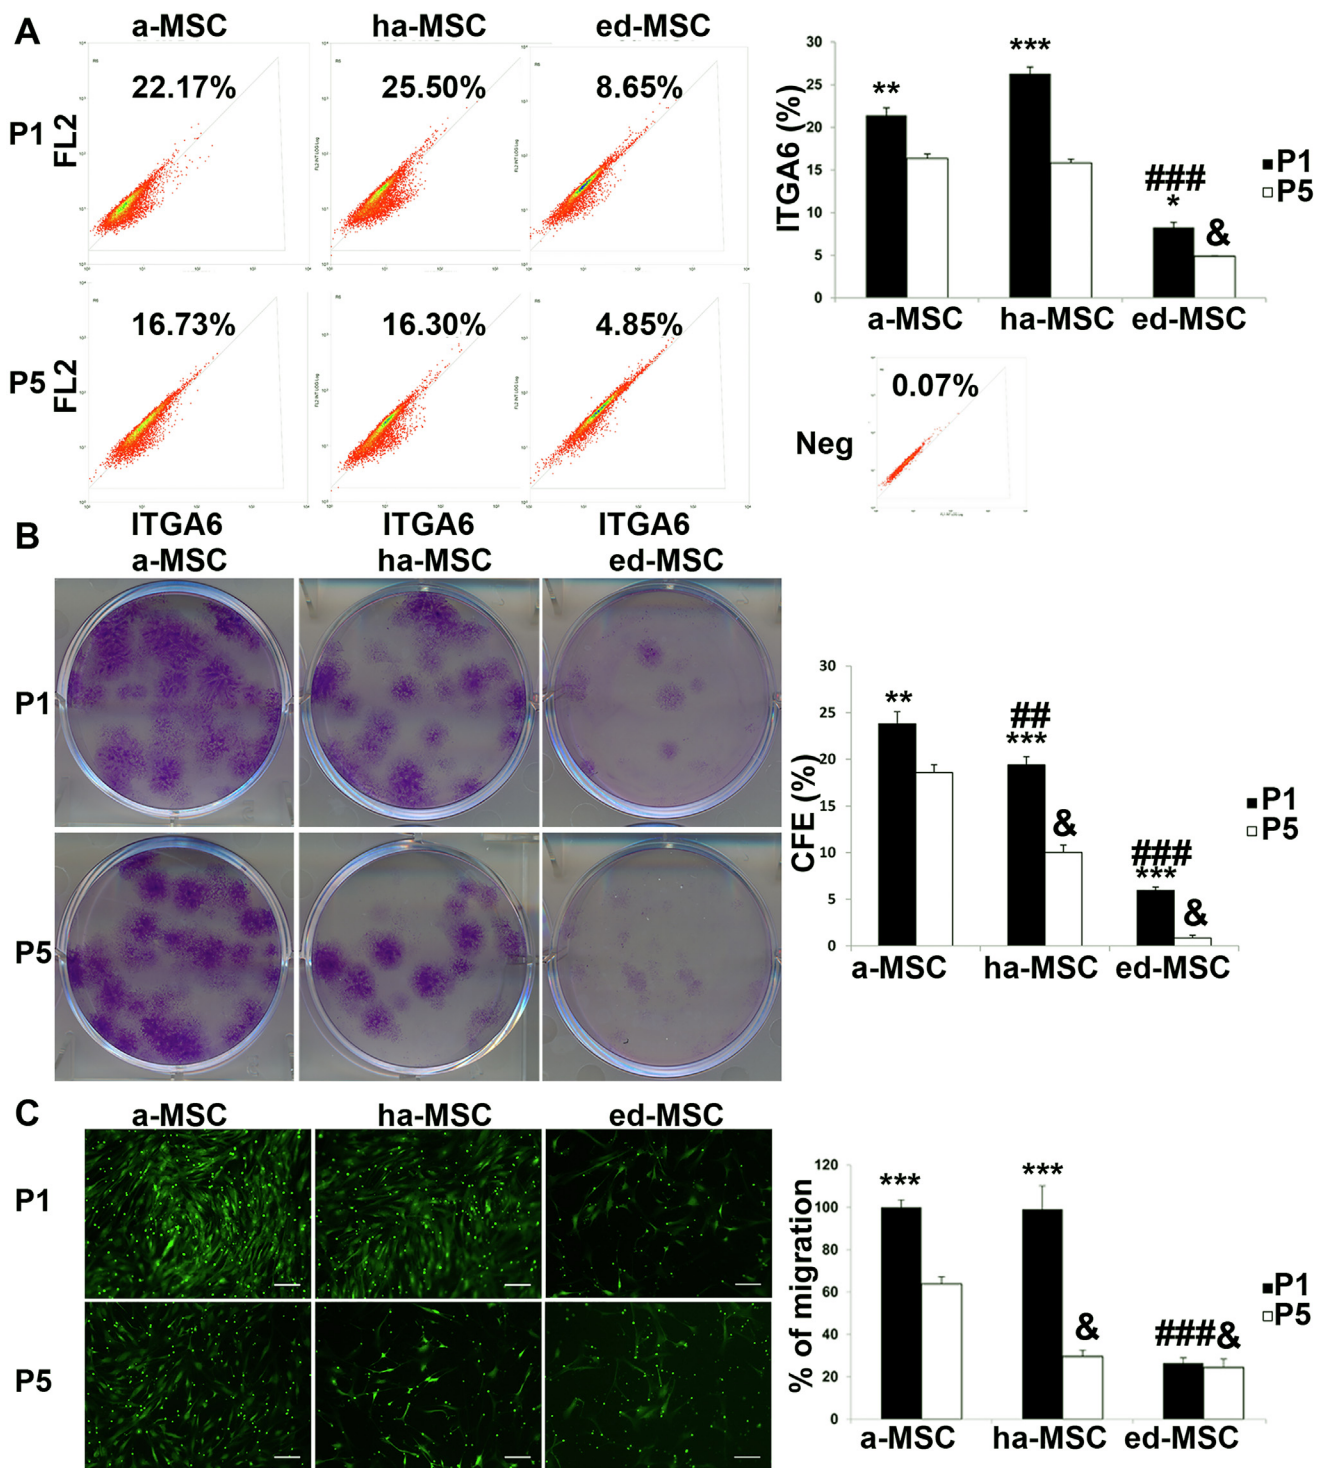 A
a-MSC ha-MSC ed-MSC
P1
FL2
22.17% 25.50% 8.65%
P5
FL2
16.73% 16.30% 4.85%
ITGA6 ITGA6 ITGA6
30
25
20
15
10
5
0
ITGA6 (%)
** *** ### * &
P1
P5
a-MSC ha-MSC ed-MSC
Neg
0.07%
B
a-MSC ha-MSC ed-MSC
P1
P5
30
25
20
15
10
5
0
CFE (%)
** ## *** & ### *** &
P1
P5
a-MSC ha-MSC ed-MSC
C
a-MSC ha-MSC ed-MSC
P1
P5
120
100
80
60
40
20
0
% of migration
*** *** & ###&
P1
P5
a-MSC ha-MSC ed-MSC